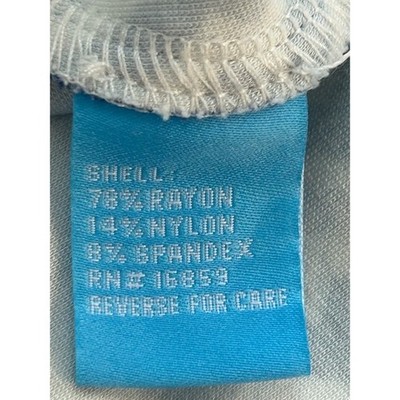 SHELL:
78% RAYON
14% NYLON
8% SPANDEX
RN# 16859
REVERSE FOR CARE